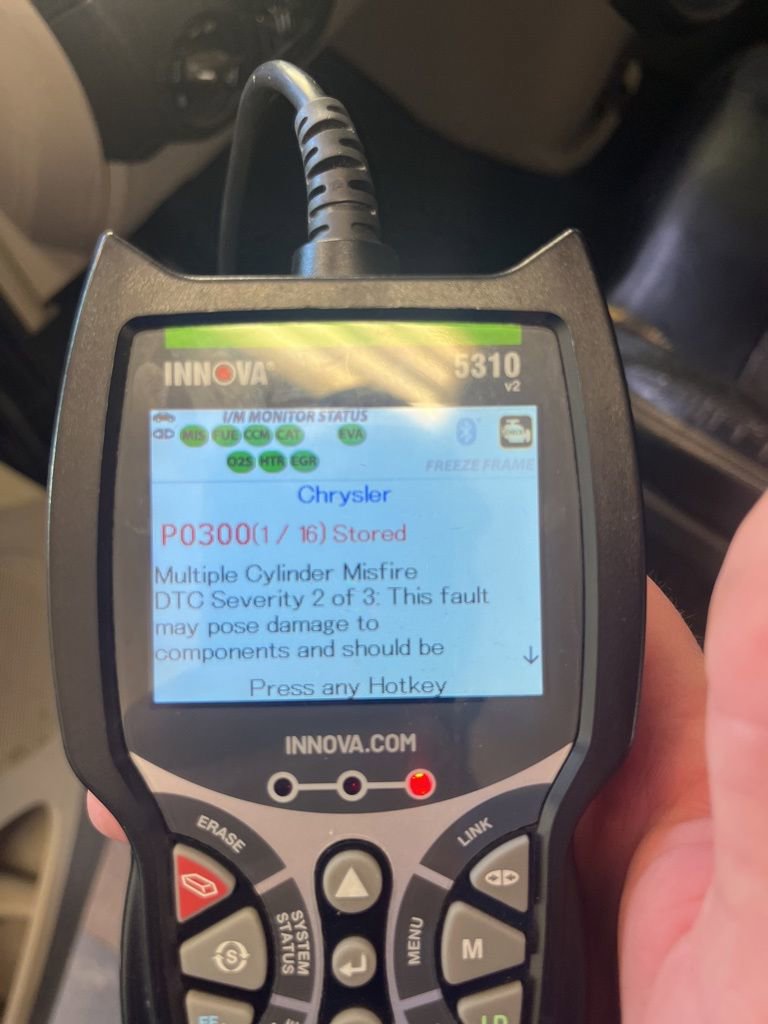 INNOVA
5310
v2
I/M MONITOR STATUS
MIS FUE CCM CAT EVA
O2S HTR EGR
CHECK
FREEZE FRAME
Chrysler
P0300(1 / 16) Stored
Multiple Cylinder Misfire
DTC Severity 2 of 3: This fault
may pose damage to
components and should be
Press any Hotkey
INNOVA.COM
ERASE
LINK
SYSTEM
STATUS
MENU
S
M
LD